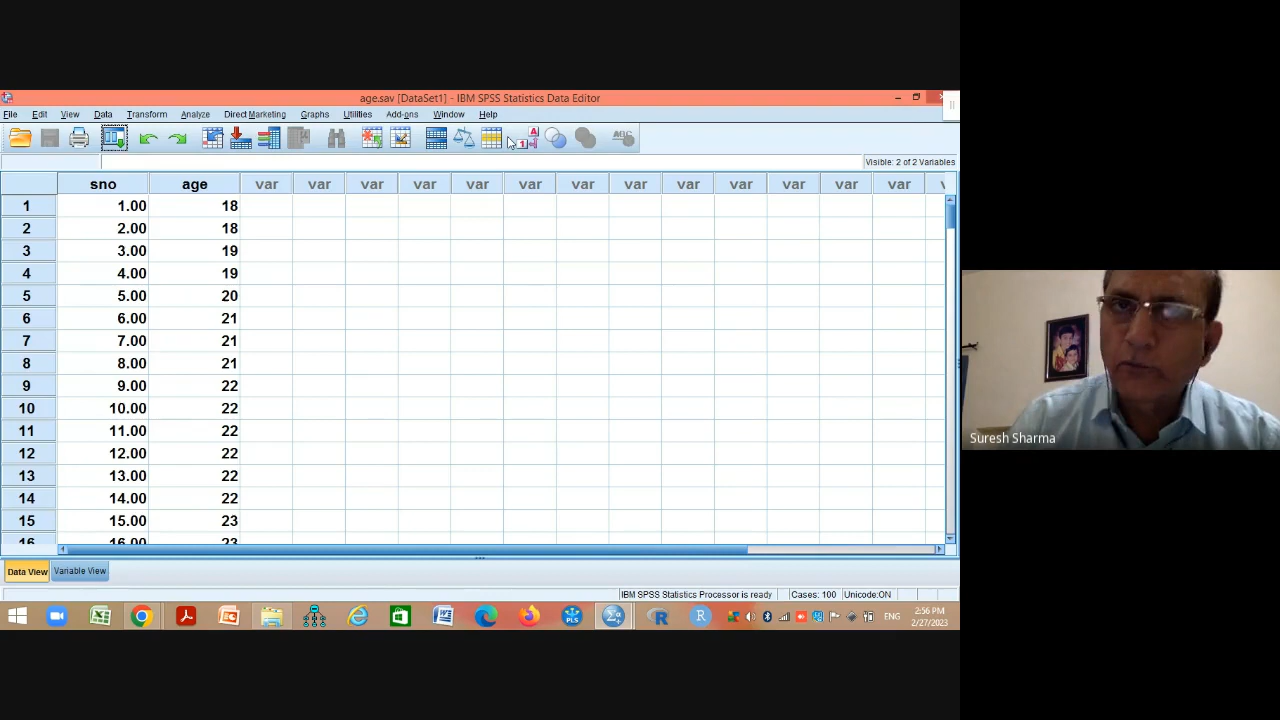 age.sav [DataSet1] - IBM SPSS Statistics Data Editor
File Edit View Data Transform Analyze Direct Marketing Graphs Utilities Add-ons Window Help
Visible: 2 of 2 Variables
sno age var var var var var var var var var var var var var
1 1.00 18
2 2.00 18
3 3.00 19
4 4.00 19
5 5.00 20
6 6.00 21
7 7.00 21
8 8.00 21
9 9.00 22
10 10.00 22
11 11.00 22
12 12.00 22
13 13.00 22
14 14.00 22
15 15.00 23
16 16.00 23
Data View Variable View
IBM SPSS Statistics Processor is ready Cases: 100 Unicode:ON
PLS R R ENG 2:56 PM
2/27/2023
Suresh Sharma